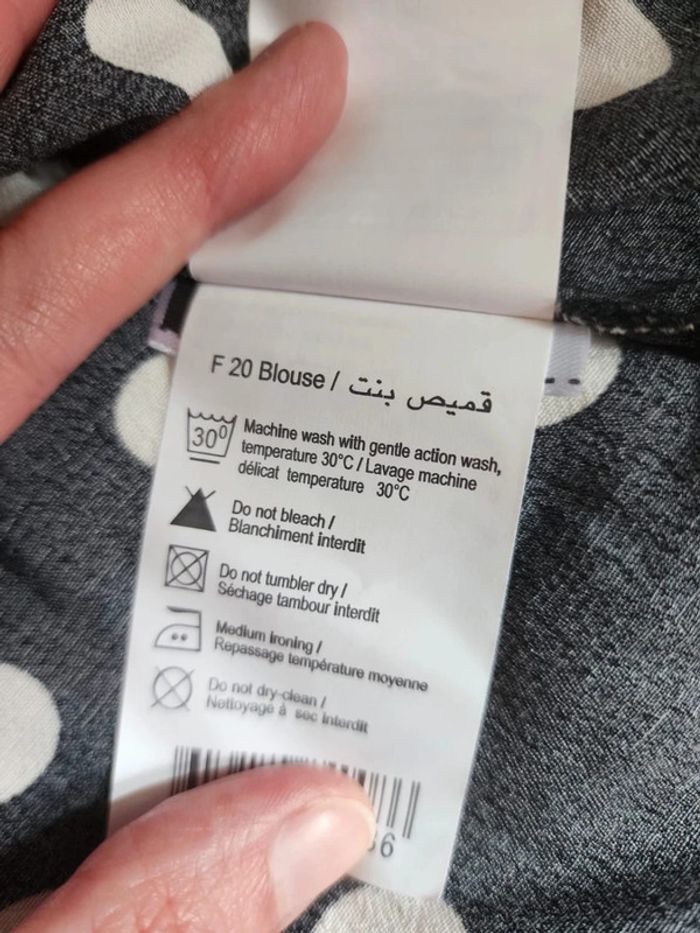 F 20 Blouse / قميص بنت
30⁰ Machine wash with gentle action wash,
temperature 30°C / Lavage machine
délicat temperature 30°C
Do not bleach /
Blanchiment interdit
Do not tumbler dry /
Séchage tambour interdit
Medium Ironing /
Repassage température moyenne
Do not dry-clean /
Nettoyage à sec interdit
6